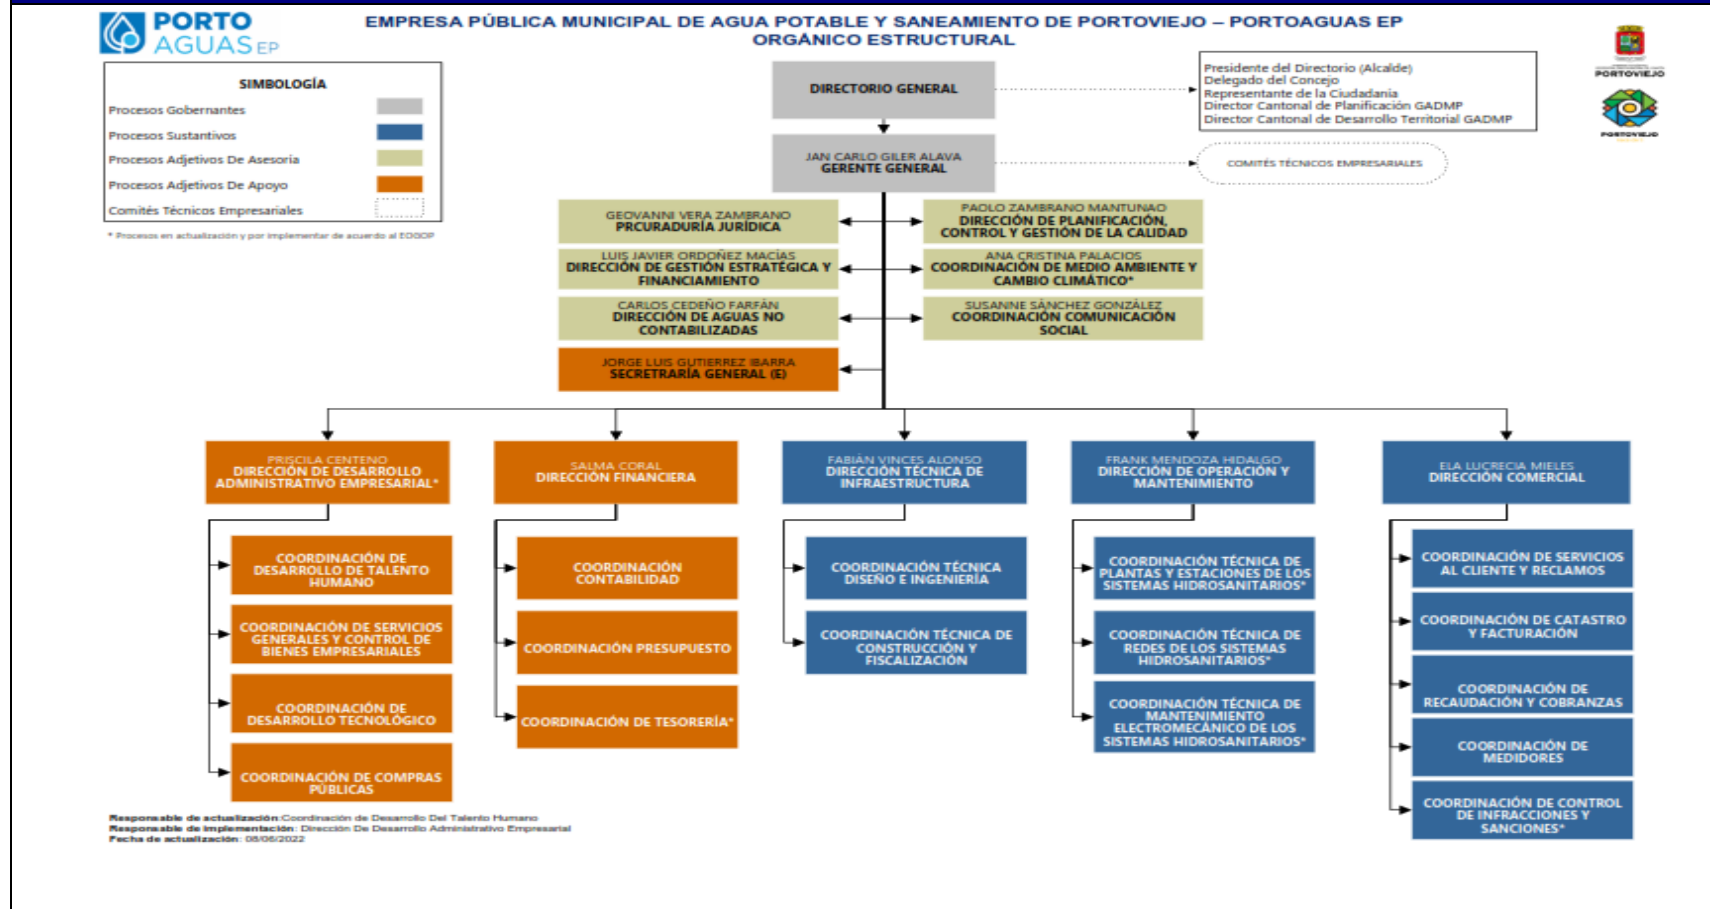 PORTO
AGUAS EP
EMPRESA PÚBLICA MUNICIPAL DE AGUA POTABLE Y SANEAMIENTO DE PORTOVIEJO – PORTOAGUAS EP
ORGÁNICO ESTRUCTURAL
SIMBOLOGÍA
Procesos Gobernantes
Procesos Sustantivos
Procesos Adjetivos De Asesoría
Procesos Adjetivos De Apoyo
Comités Técnicos Empresariales
* Procesos en actualización y por implementar de acuerdo al EOGOP
DIRECTORIO GENERAL
Presidente del Directorio (Alcalde)
Delegado del Concejo
Representante de la Ciudadanía
Director Cantonal de Planificación GADMP
Director Cantonal de Desarrollo Territorial GADMP
PORTOVIEJO
PORTOVIEJO
JAN CARLO GILER ALAVA
GERENTE GENERAL
COMITÉS TÉCNICOS EMPRESARIALES
GEOVANNI VERA ZAMBRANO
PRCURADURÍA JURÍDICA
PAOLO ZAMBRANO MANTUNAO
DIRECCIÓN DE PLANIFICACIÓN,
CONTROL Y GESTIÓN DE LA CALIDAD
LUIS JAVIER ORDOÑEZ MACÍAS
DIRECCIÓN DE GESTIÓN ESTRATÉGICA Y
FINANCIAMIENTO
ANA CRISTINA PALACIOS
COORDINACIÓN DE MEDIO AMBIENTE Y
CAMBIO CLIMÁTICO*
CARLOS CEDEÑO FARFÁN
DIRECCIÓN DE AGUAS NO
CONTABILIZADAS
SUSANNE SÁNCHEZ GONZÁLEZ
COORDINACIÓN COMUNICACIÓN
SOCIAL
JORGE LUIS GUTIERREZ IBARRA
SECRETRARÍA GENERAL (E)
PRISCILA CENTENO
DIRECCIÓN DE DESARROLLO
ADMINISTRATIVO EMPRESARIAL*
COORDINACIÓN DE
DESARROLLO DE TALENTO
HUMANO
COORDINACIÓN DE SERVICIOS
GENERALES Y CONTROL DE
BIENES EMPRESARIALES
COORDINACIÓN DE
DESARROLLO TECNOLÓGICO
COORDINACIÓN DE COMPRAS
PÚBLICAS
SALMA CORAL
DIRECCIÓN FINANCIERA
COORDINACIÓN
CONTABILIDAD
COORDINACIÓN PRESUPUESTO
COORDINACIÓN DE TESORERÍA*
FABIÁN VINCES ALONSO
DIRECCIÓN TÉCNICA DE
INFRAESTRUCTURA
COORDINACIÓN TÉCNICA
DISEÑO E INGENIERÍA
COORDINACIÓN TÉCNICA DE
CONSTRUCCIÓN Y
FISCALIZACIÓN
FRANK MENDOZA HIDALGO
DIRECCIÓN DE OPERACIÓN Y
MANTENIMIENTO
COORDINACIÓN TÉCNICA DE
PLANTAS Y ESTACIONES DE LOS
SISTEMAS HIDROSANITARIOS*
COORDINACIÓN TÉCNICA DE
REDES DE LOS SISTEMAS
HIDROSANITARIOS*
COORDINACIÓN TÉCNICA DE
MANTENIMIENTO
ELECTROMECÁNICO DE LOS
SISTEMAS HIDROSANITARIOS*
ELA LUCRECIA MIELES
DIRECCIÓN COMERCIAL
COORDINACIÓN DE SERVICIOS
AL CLIENTE Y RECLAMOS
COORDINACIÓN DE CATASTRO
Y FACTURACIÓN
COORDINACIÓN DE
RECAUDACIÓN Y COBRANZAS
COORDINACIÓN DE
MEDIDORES
COORDINACIÓN DE CONTROL
DE INFRACCIONES Y
SANCIONES*
Responsable de actualización:Coordinación de Desarrollo Del Talento Humano
Responsable de implementación: Dirección De Desarrollo Administrativo Empresarial
Fecha de actualización: 08/06/2022